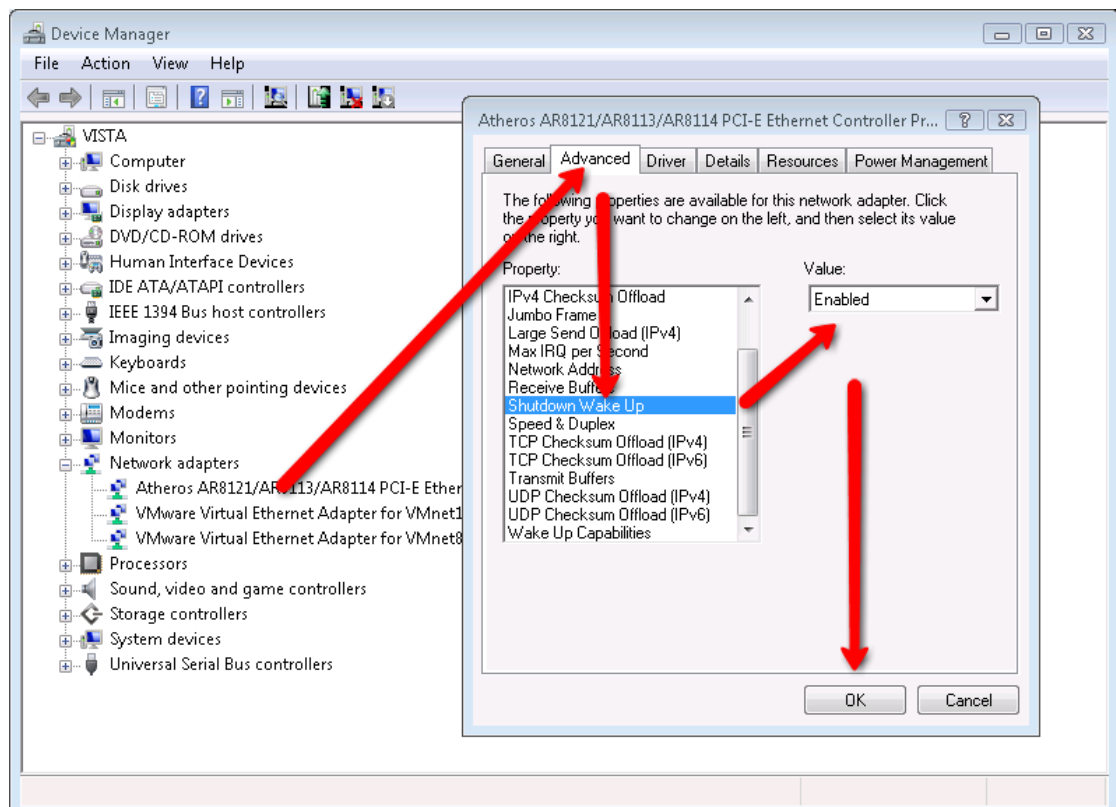 Device Manager
File Action View Help
VISTA
Computer
Disk drives
Display adapters
DVD/CD-ROM drives
Human Interface Devices
IDE ATA/ATAPI controllers
IEEE 1394 Bus host controllers
Imaging devices
Keyboards
Mice and other pointing devices
Modems
Monitors
Network adapters
Atheros AR8121/AR8113/AR8114 PCI-E Ether
VMware Virtual Ethernet Adapter for VMnet1
VMware Virtual Ethernet Adapter for VMnet8
Processors
Sound, video and game controllers
Storage controllers
System devices
Universal Serial Bus controllers
Atheros AR8121/AR8113/AR8114 PCI-E Ethernet Controller Pr...
General Advanced Driver Details Resources Power Management
The following properties are available for this network adapter. Click
the property you want to change on the left, and then select its value
on the right.
Property:
Value:
IPv4 Checksum Offload
Jumbo Frame
Large Send Offload (IPv4)
Max IRQ per Second
Network Address
Receive Buffers
Shutdown Wake Up
Speed & Duplex
TCP Checksum Offload (IPv4)
TCP Checksum Offload (IPv6)
Transmit Buffers
UDP Checksum Offload (IPv4)
UDP Checksum Offload (IPv6)
Wake Up Capabilities
Enabled
OK Cancel